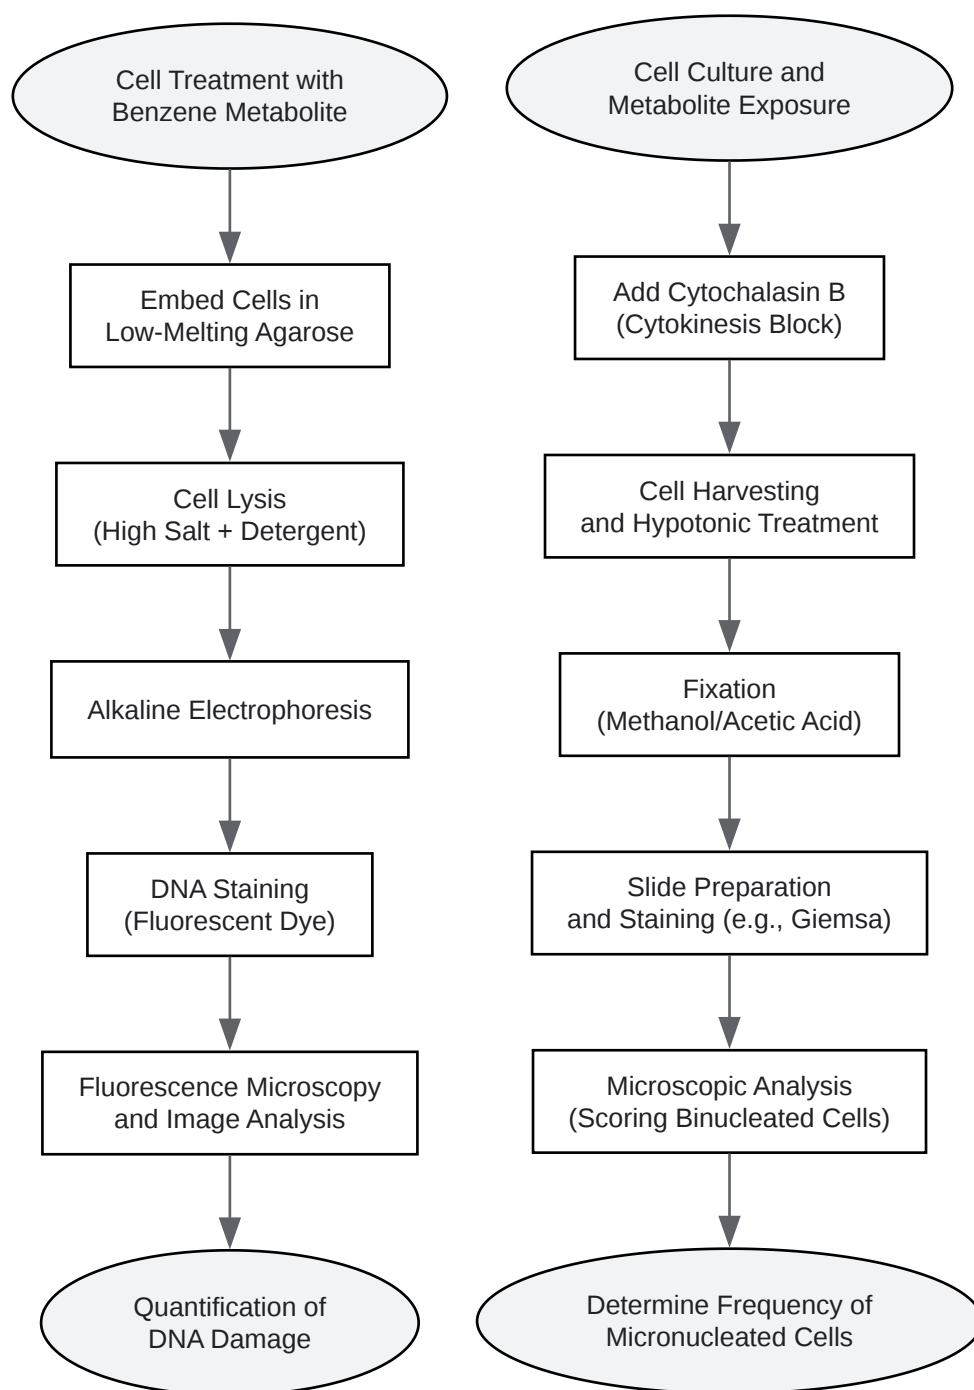 Cell Treatment with
Benzene Metabolite
Embed Cells in
Low-Melting Agarose
Cell Lysis
(High Salt + Detergent)
Alkaline Electrophoresis
DNA Staining
(Fluorescent Dye)
Fluorescence Microscopy
and Image Analysis
Quantification of
DNA Damage
Cell Culture and
Metabolite Exposure
Add Cytochalasin B
(Cytokinesis Block)
Cell Harvesting
and Hypotonic Treatment
Fixation
(Methanol/Acetic Acid)
Slide Preparation
and Staining (e.g., Giemsa)
Microscopic Analysis
(Scoring Binucleated Cells)
Determine Frequency of
Micronucleated Cells